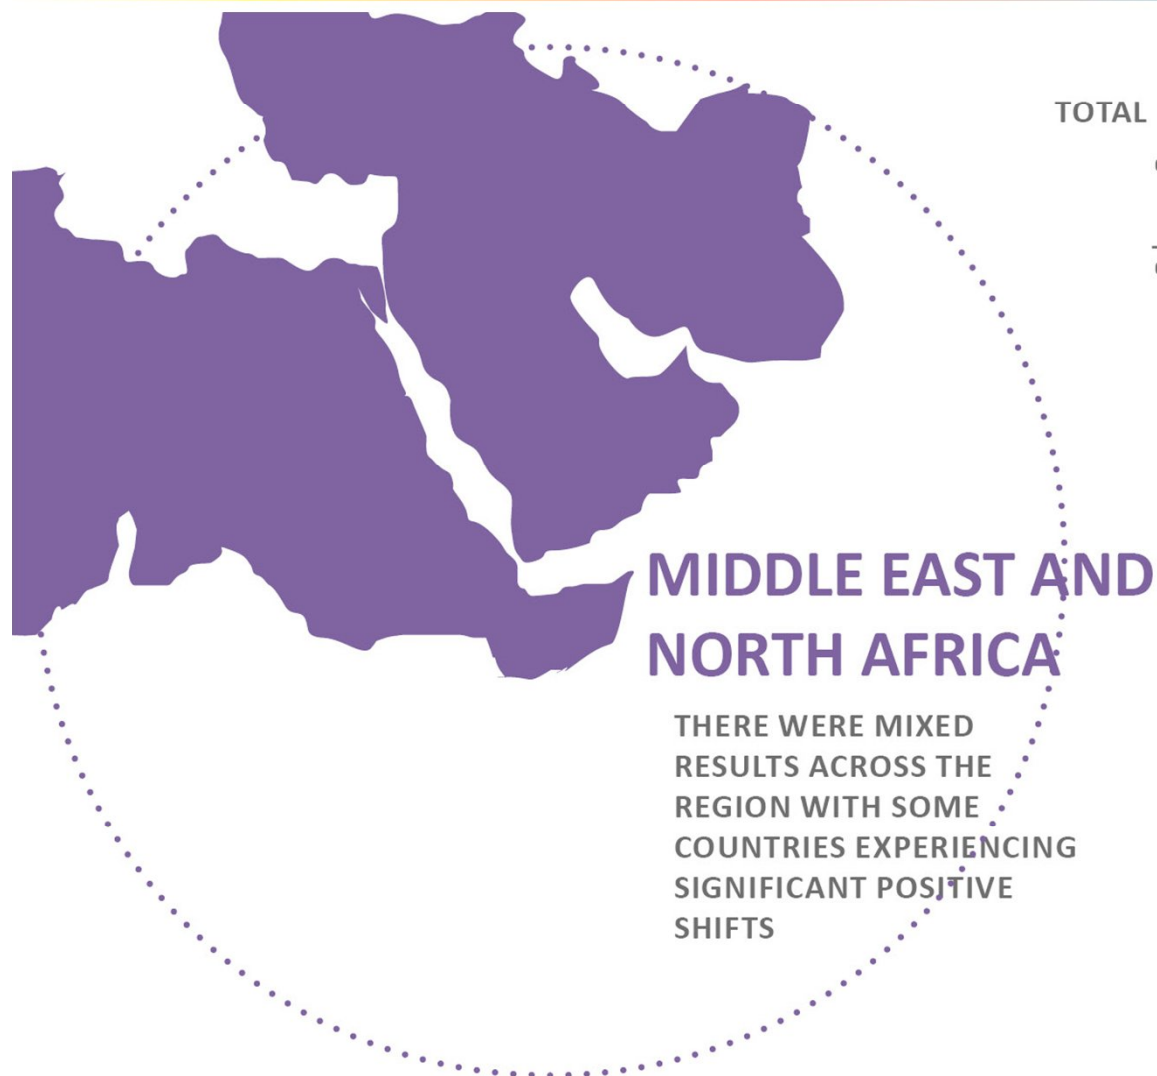 TOTAL
MIDDLE EAST AND
NORTH AFRICA
THERE WERE MIXED
RESULTS ACROSS THE
REGION WITH SOME
COUNTRIES EXPERIENCING
SIGNIFICANT POSITIVE
SHIFTS